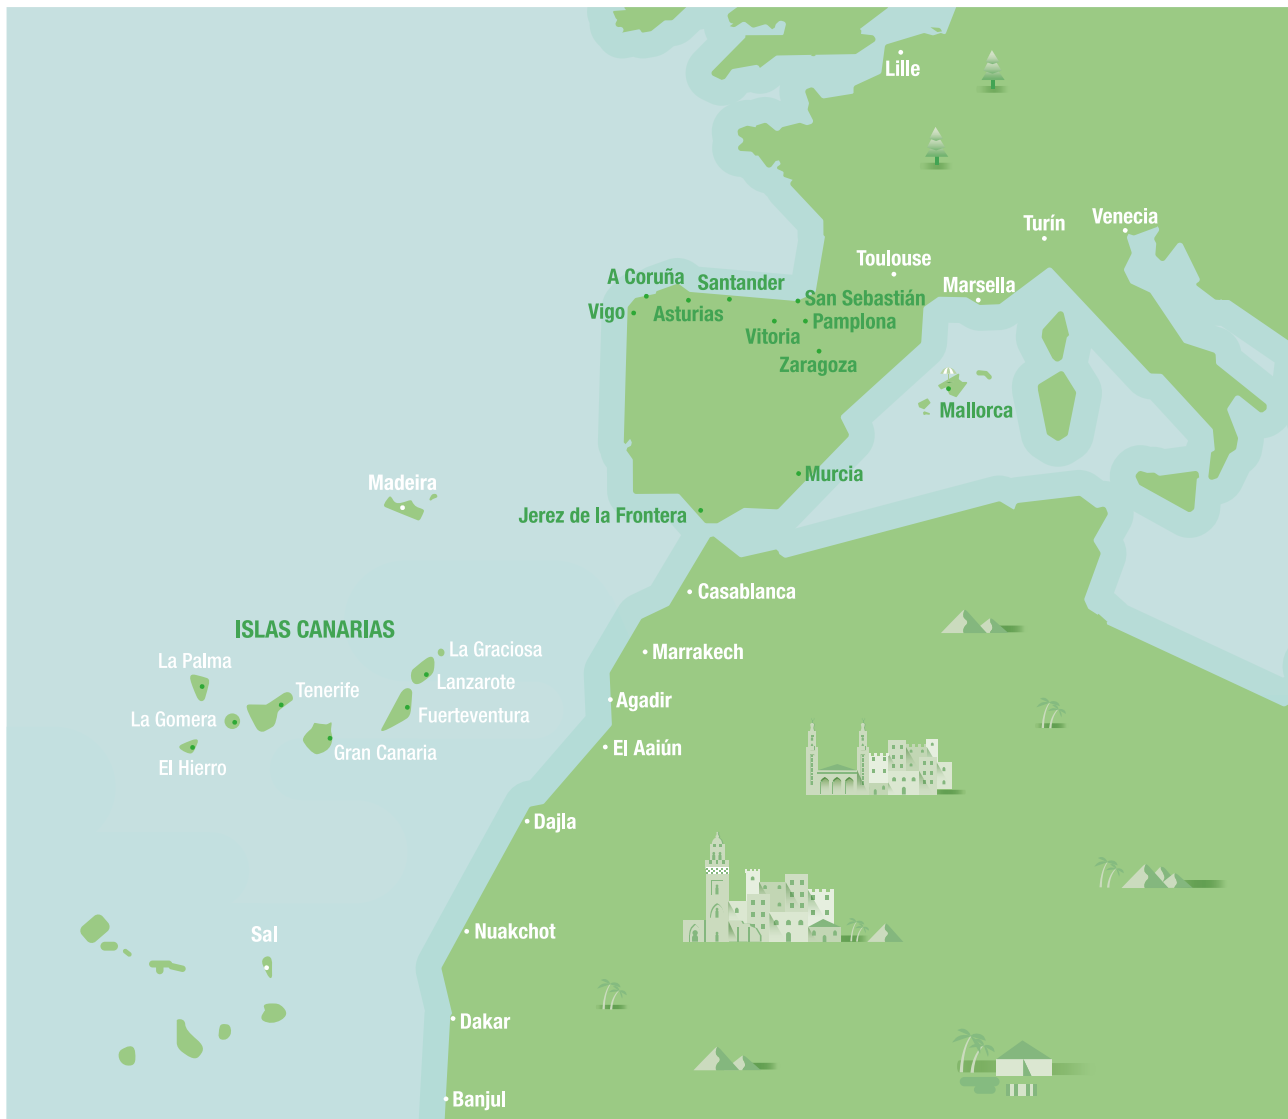 Lille
Venecia
Turín
Toulouse
A Coruña
Santander
Marsella
San Sebastián
Vigo
Asturias
Pamplona
Vitoria
Zaragoza
Mallorca
Murcia
Madeira
Jerez de la Frontera
Casablanca
ISLAS CANARIAS
La Graciosa
Marrakech
La Palma
Lanzarote
Tenerife
Agadir
Fuerteventura
La Gomera
El Aaiún
Gran Canaria
El Hierro
Dajla
Nuakchot
Sal
Dakar
Banjul